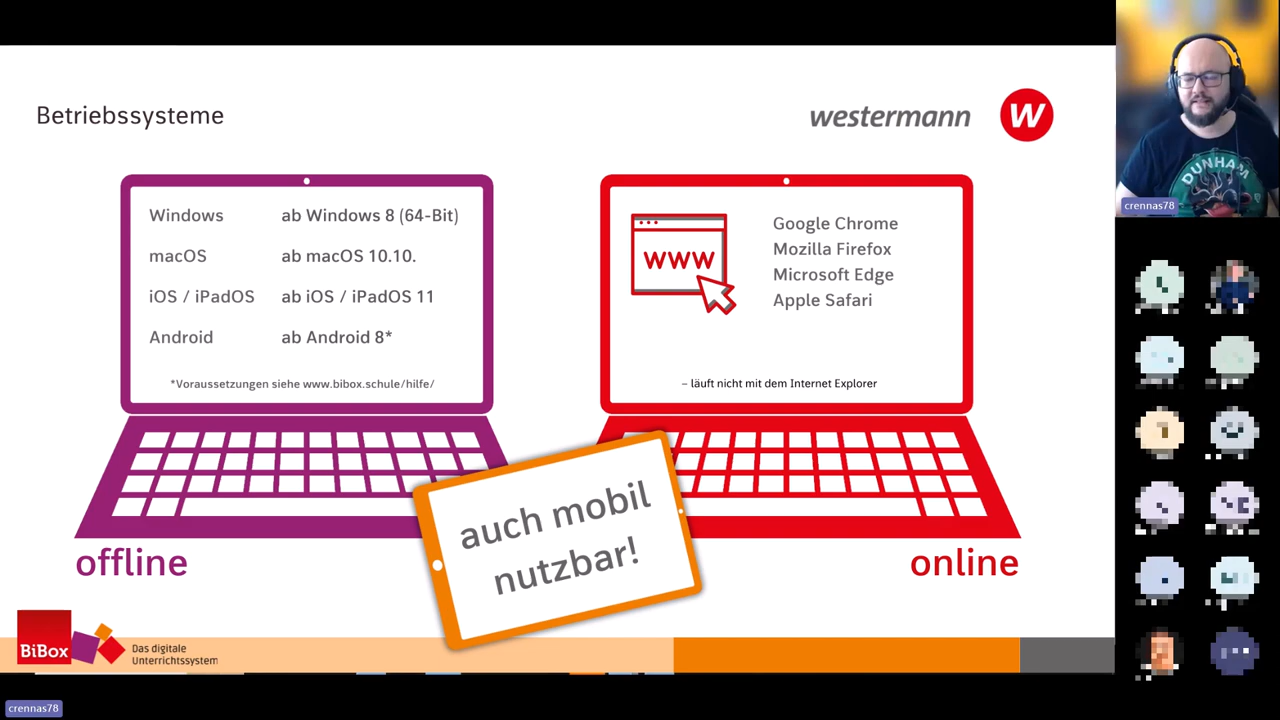 Betriebssysteme
westermann
W
Windows ab Windows 8 (64-Bit)
macOS ab macOS 10.10.
iOS / iPadOS ab iOS / iPadOS 11
Android ab Android 8*
*Voraussetzungen siehe www.bibox.schule/hilfe/
www
Google Chrome
Mozilla Firefox
Microsoft Edge
Apple Safari
– läuft nicht mit dem Internet Explorer
auch mobil
nutzbar!
offline
online
BiBox
Das digitale
Unterrichtssystem
DUNHAM
crennas78
crennas78